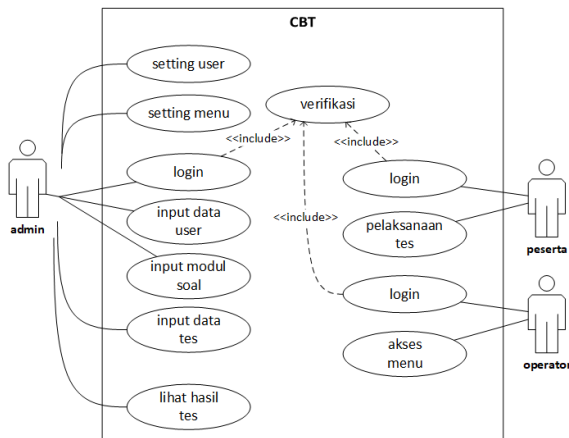 CBT
setting user
setting menu
verifikasi
<<include>>
<<include>>
login
login
admin
input data
user
<<include>>
pelaksanaan
tes
peserta
input modul
soal
login
input data
tes
akses
menu
operator
lihat hasil
tes